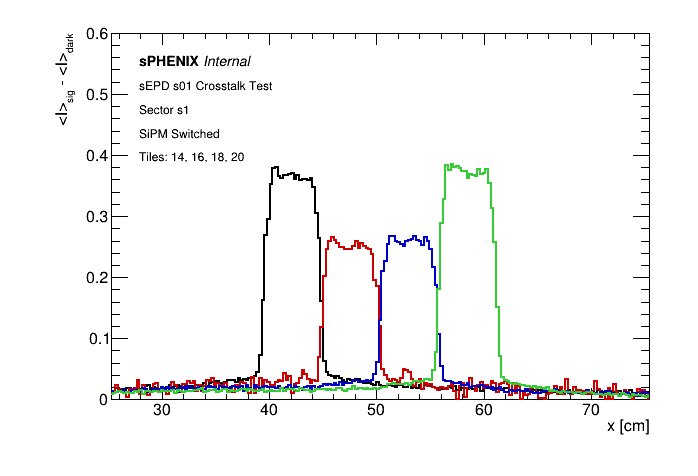 0.6
0.5
0.4
0.3
0.2
0.1
0
<I>sig - <I>dark
sPHENIX Internal
sEPD s01 Crosstalk Test
Sector s1
SiPM Switched
Tiles: 14, 16, 18, 20
30 40 50 60 70
x [cm]